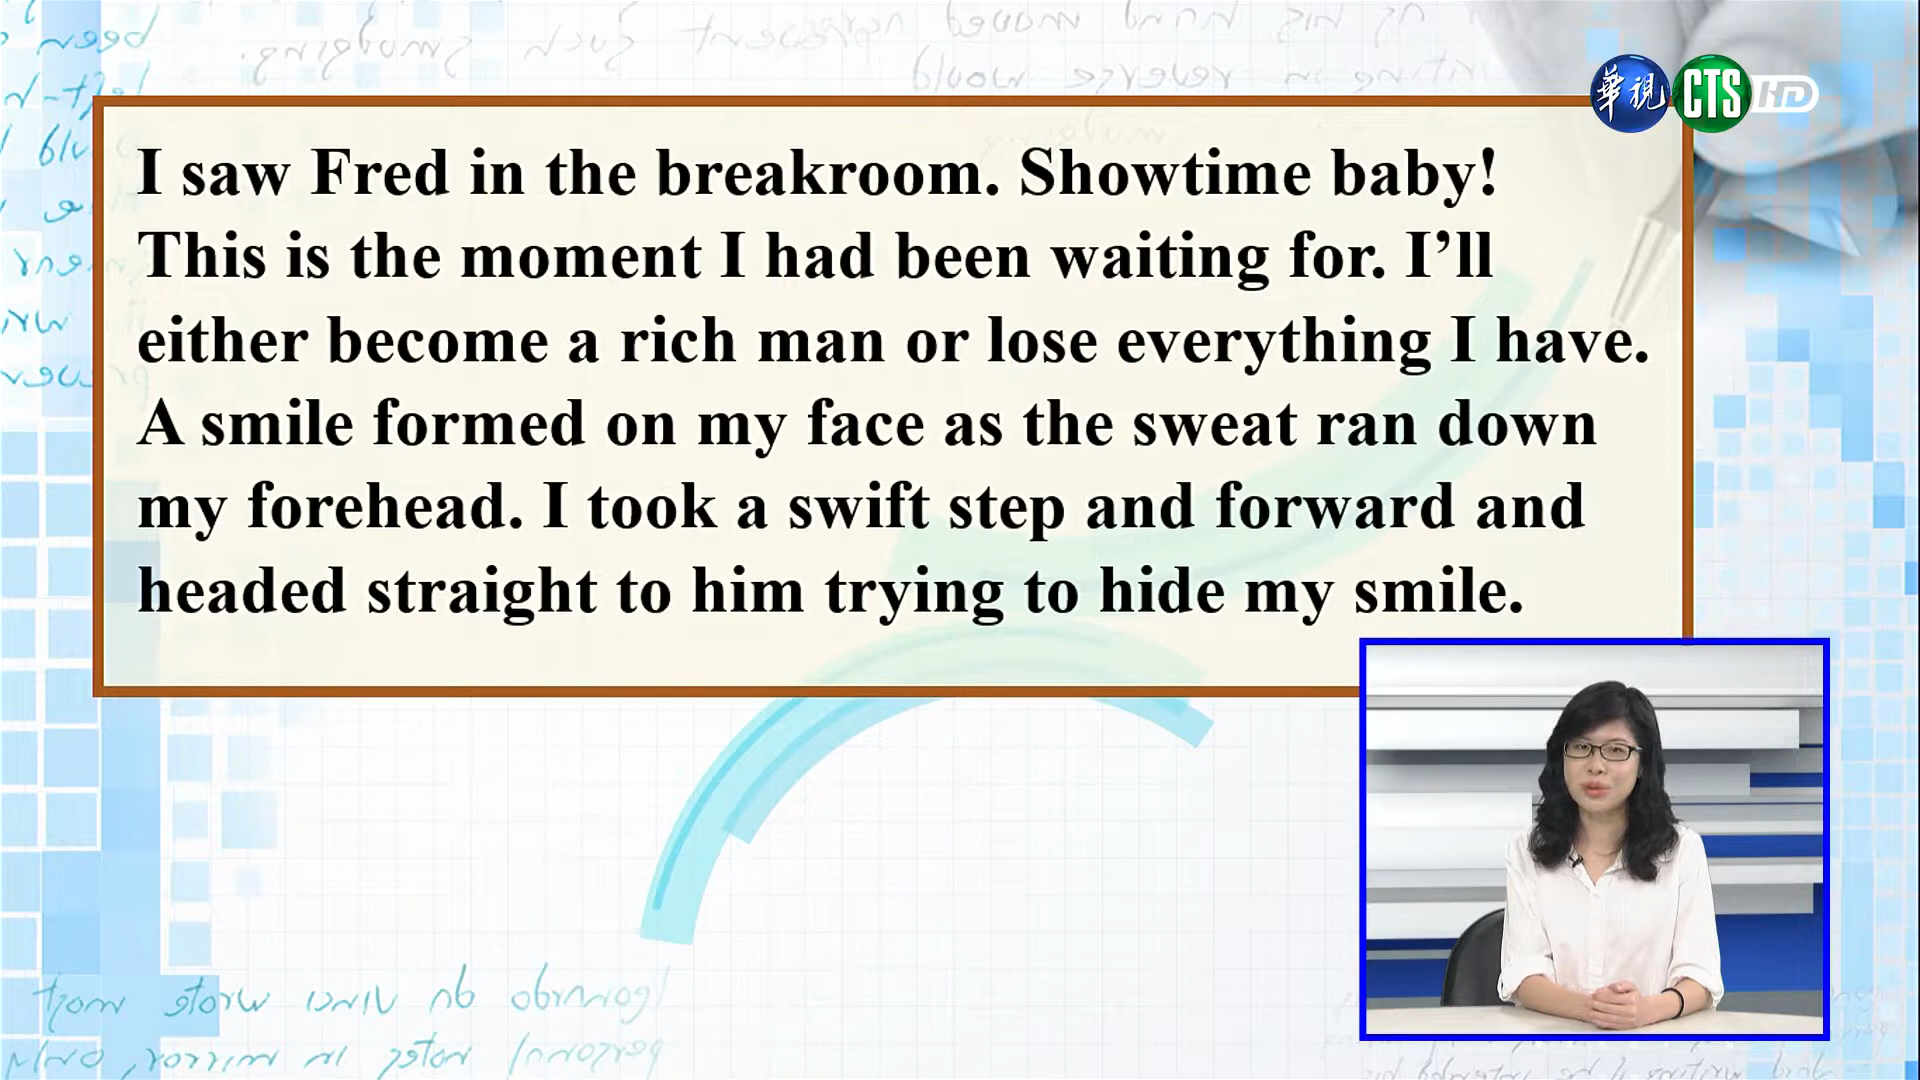 華視 CTS HD
I saw Fred in the breakroom. Showtime baby!
This is the moment I had been waiting for. I’ll
either become a rich man or lose everything I have.
A smile formed on my face as the sweat ran down
my forehead. I took a swift step and forward and
headed straight to him trying to hide my smile.